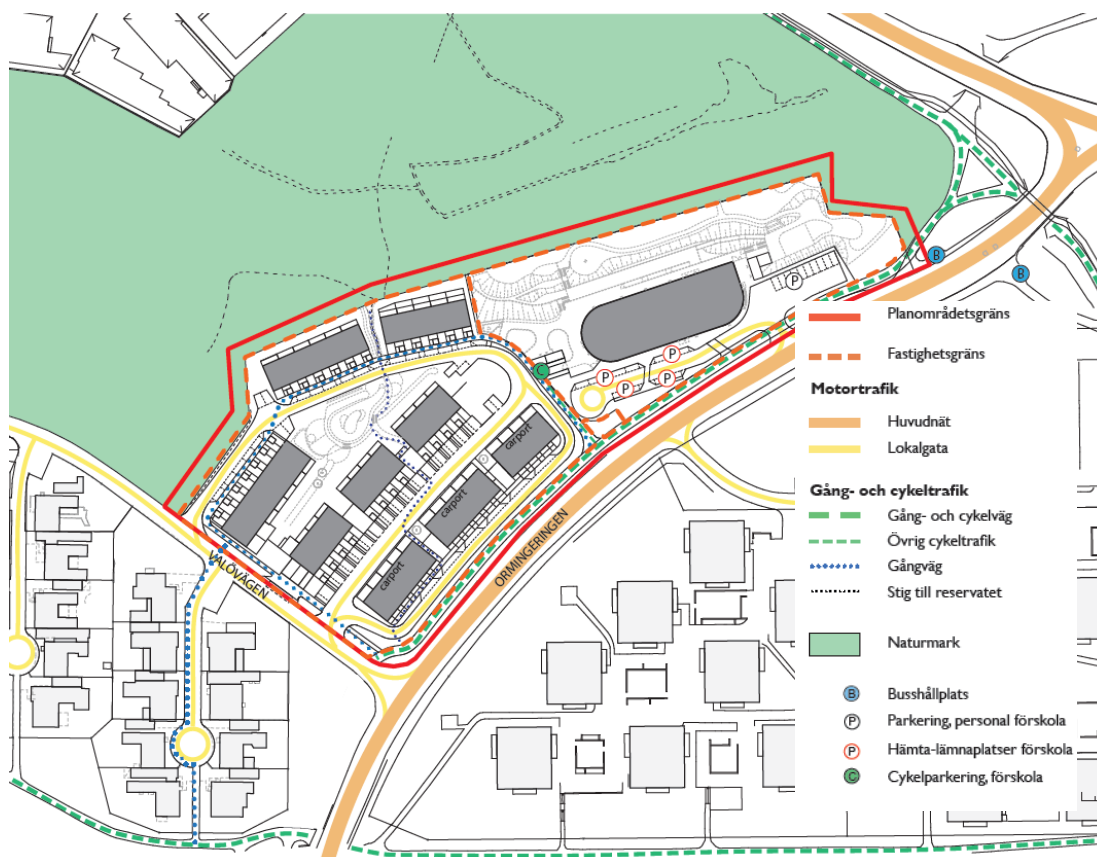 B
B
P
P
P
P
P
C
carport
carport
carport
VALÖVÄGEN
ORMINGERINGEN
Planområdetsgräns
Fastighetsgräns
Motortrafik
Huvudnät
Lokalgata
Gång- och cykeltrafik
Gång- och cykelväg
Övrig cykeltrafik
Gångväg
Stig till reservatet
Naturmark
B Busshållplats
P Parkering, personal förskola
P Hämta-lämnaplatser förskola
C Cykelparkering, förskola